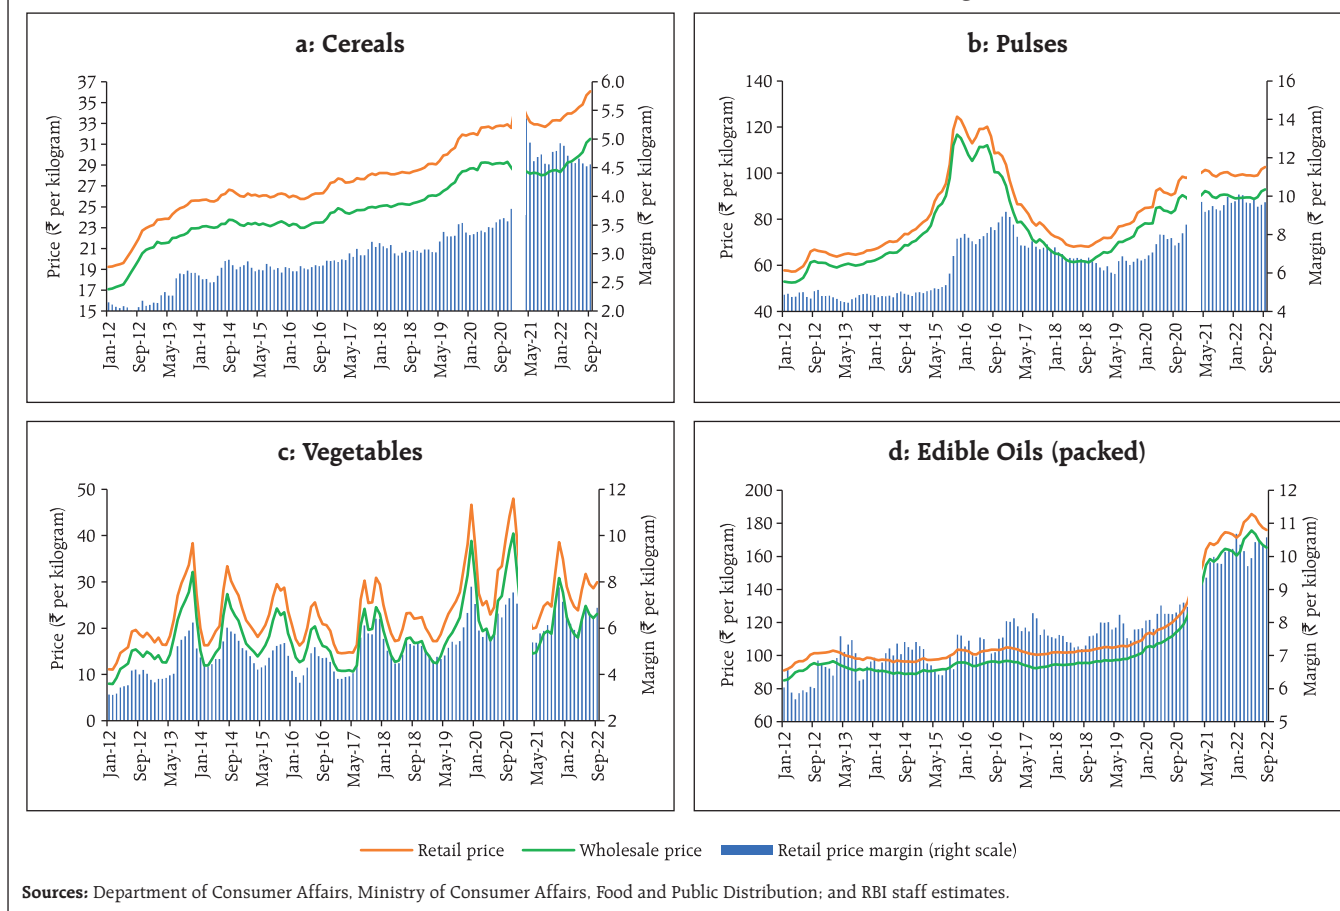 a: Cereals
Price (₹ per kilogram)
37
35
33
31
29
27
25
23
21
19
17
15
6.0
5.5
5.0
4.5
4.0
3.5
3.0
2.5
2.0
Margin (₹ per kilogram)
Jan-12
Sep-12
May-13
Jan-14
Sep-14
May-15
Jan-16
Sep-16
May-17
Jan-18
Sep-18
May-19
Jan-20
Sep-20
May-21
Jan-22
Sep-22
b: Pulses
Price (₹ per kilogram)
140
120
100
80
60
40
16
14
12
10
8
6
4
Margin (₹ per kilogram)
Jan-12
Sep-12
May-13
Jan-14
Sep-14
May-15
Jan-16
Sep-16
May-17
Jan-18
Sep-18
May-19
Jan-20
Sep-20
May-21
Jan-22
Sep-22
c: Vegetables
Price (₹ per kilogram)
50
40
30
20
10
0
12
10
8
6
4
2
Margin (₹ per kilogram)
Jan-12
Sep-12
May-13
Jan-14
Sep-14
May-15
Jan-16
Sep-16
May-17
Jan-18
Sep-18
May-19
Jan-20
Sep-20
May-21
Jan-22
Sep-22
d: Edible Oils (packed)
Price (₹ per kilogram)
200
180
160
140
120
100
80
60
12
11
10
9
8
7
6
5
Margin (₹ per kilogram)
Jan-12
Sep-12
May-13
Jan-14
Sep-14
May-15
Jan-16
Sep-16
May-17
Jan-18
Sep-18
May-19
Jan-20
Sep-20
May-21
Jan-22
Sep-22
Retail price
Wholesale price
Retail price margin (right scale)
Sources: Department of Consumer Affairs, Ministry of Consumer Affairs, Food and Public Distribution; and RBI staff estimates.